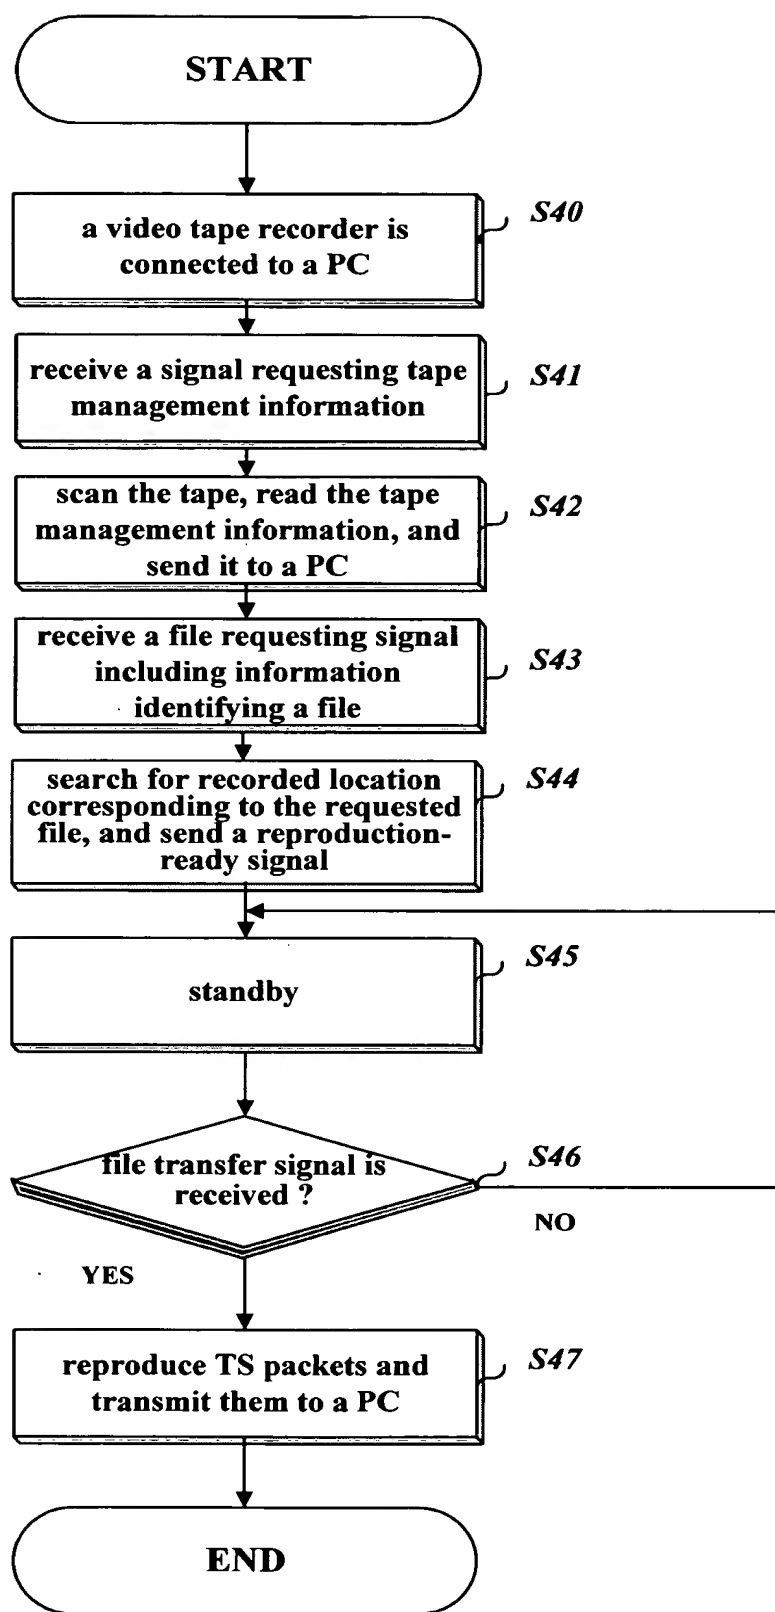 START
a video tape recorder is
connected to a PC
S40
receive a signal requesting tape
management information
S41
scan the tape, read the tape
management information, and
send it to a PC
S42
receive a file requesting signal
including information
identifying a file
S43
search for recorded location
corresponding to the requested
file, and send a reproduction-
ready signal
S44
standby
S45
file transfer signal is
received ?
S46
NO
YES
reproduce TS packets and
transmit them to a PC
S47
END